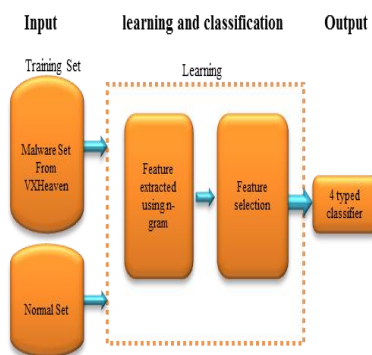 Input
learning and classification
Output
Training Set
Learning
Malware Set
From
VXHeaven
Feature
extracted
using n-
gram
Feature
selection
4 typed
classifier
Normal Set